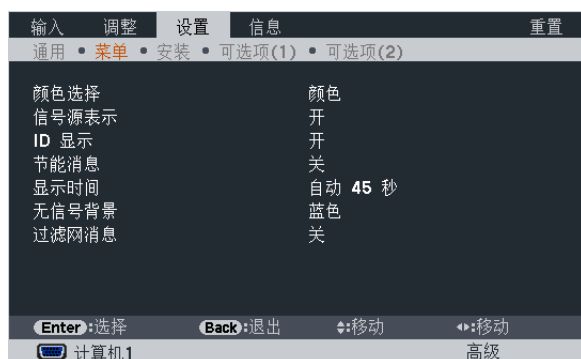 输入 调整 设置 信息 重置
通用 • 菜单 • 安装 • 可选项(1) • 可选项(2)
颜色选择 颜色
信号源表示 开
ID 显示 开
节能消息 关
显示时间 自动 45 秒
无信号背景 蓝色
过滤网消息 关
Enter:选择 Back:退出 :移动 :移动
计算机1 高级